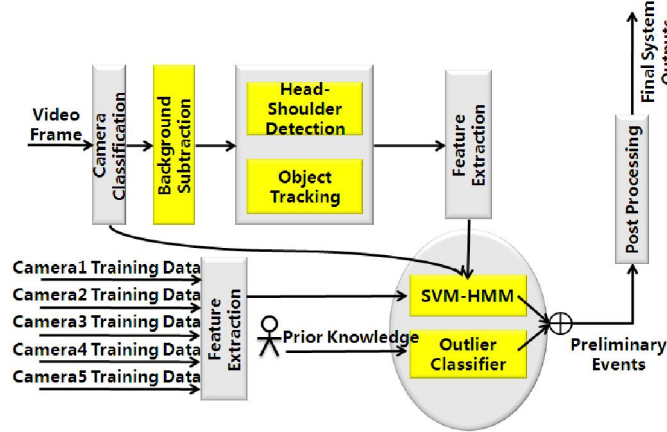 Video
Frame
Camera
Classification
Background
Subtraction
Head-
Shoulder
Detection
Object
Tracking
Feature
Extraction
Final System
Outputs
Post Processing
Camera1 Training Data
Camera2 Training Data
Camera3 Training Data
Camera4 Training Data
Camera5 Training Data
Feature
Extraction
Prior Knowledge
SVM-HMM
Outlier
Classifier
Preliminary
Events